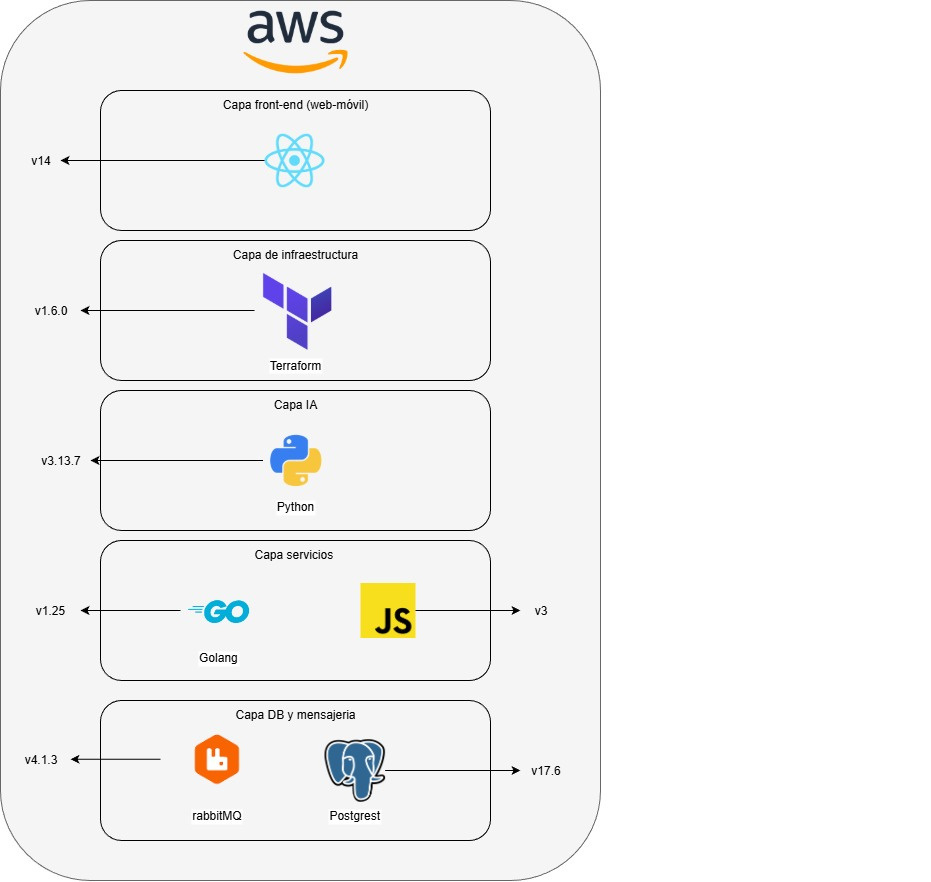 aws
Capa front-end (web-móvil)
v14
Capa de infraestructura
v1.6.0
Terraform
Capa IA
v3.13.7
Python
Capa servicios
v1.25
GO
JS
v3
Golang
Capa DB y mensajeria
v4.1.3
v17.6
rabbitMQ
Postgrest